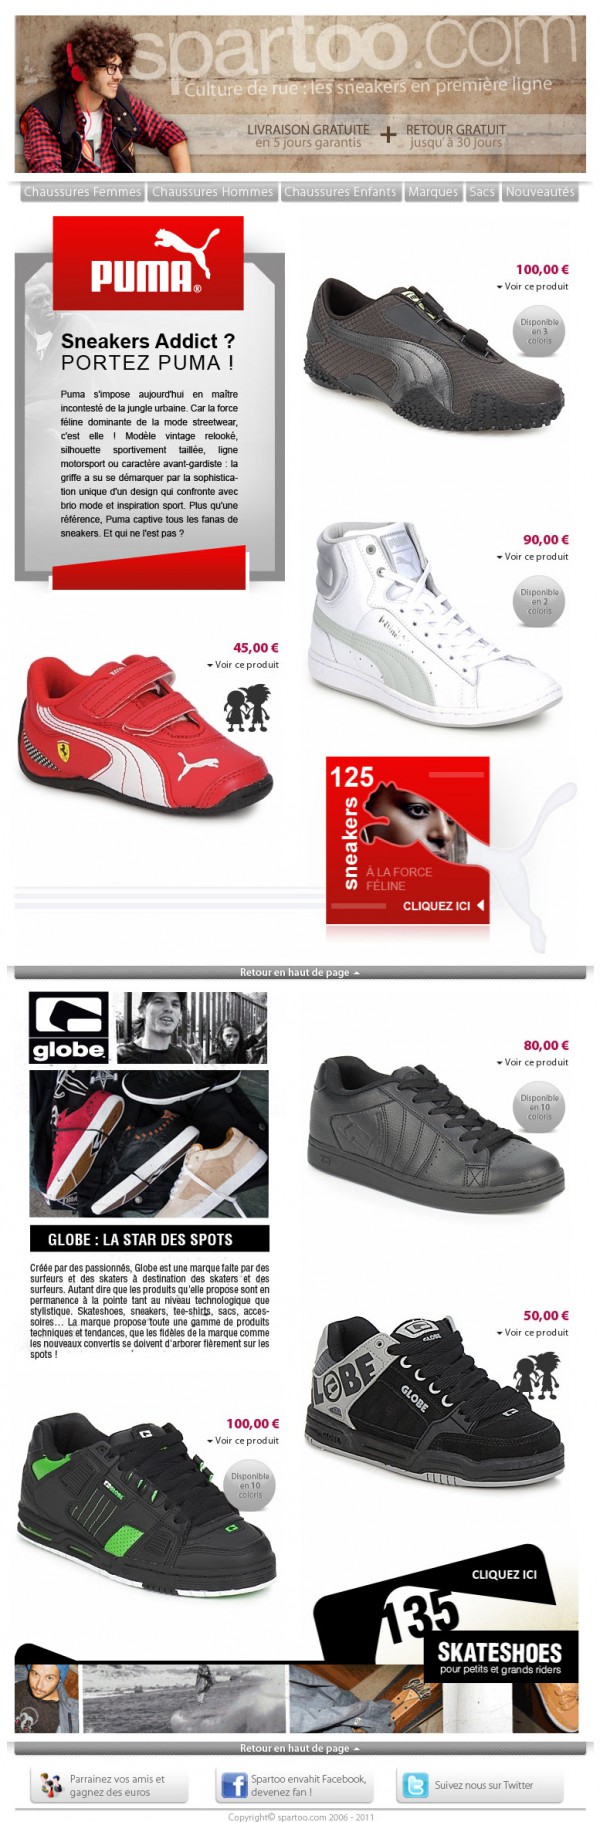 spartoo.com
Culture de rue : les sneakers en première ligne
LIVRAISON GRATUITE + RETOUR GRATUIT
en 5 jours garantis jusqu'à 30 jours
Chaussures Femmes Chaussures Hommes Chaussures Enfants Marques Sacs Nouveautés
PUMA®
Sneakers Addict ?
PORTEZ PUMA !
Puma s'impose aujourd'hui en maître
incontesté de la jungle urbaine. Car la force
féline dominante de la mode streetwear,
c'est elle ! Modèle vintage relooké,
silhouette sportivement taillée, ligne
motorsport ou caractère avant-gardiste : la
griffe a su se démarquer par la sophistica-
tion unique d'un design qui confronte avec
brio mode et inspiration sport. Plus qu'une
référence, Puma captive tous les fanas de
sneakers. Et qui ne l'est pas ?
100,00 €
Voir ce produit
Disponible
en 3
coloris
90,00 €
Voir ce produit
Disponible
en 2
coloris
45,00 €
Voir ce produit
125
sneakers
À LA FORCE
FÉLINE
CLIQUEZ ICI
Retour en haut de page
globe
80,00 €
Voir ce produit
Disponible
en 10
coloris
GLOBE : LA STAR DES SPOTS
Créée par des passionnés, Globe est une marque faite par des
surfeurs et des skaters à destination des skaters et des
surfeurs. Autant dire que les produits qu'elle propose sont en
permanence à la pointe tant au niveau technologique que
stylistique. Skateshoes, sneakers, tee-shirts, sacs, acces-
soires... La marque propose toute une gamme de produits
techniques et tendances, que les fidèles de la marque comme
les nouveaux convertis se doivent d'arborer fièrement sur les
spots !
50,00 €
Voir ce produit
GLOBE
GLOBE
100,00 €
Voir ce produit
Disponible
en 10
coloris
GLOBE
CLIQUEZ ICI
135
SKATESHOES
pour petits et grands riders
Retour en haut de page
Parrainez vos amis et
gagnez des euros
Spartoo envahit Facebook,
devenez fan !
Suivez nous sur Twitter
Copyright© spartoo.com 2006 - 2011